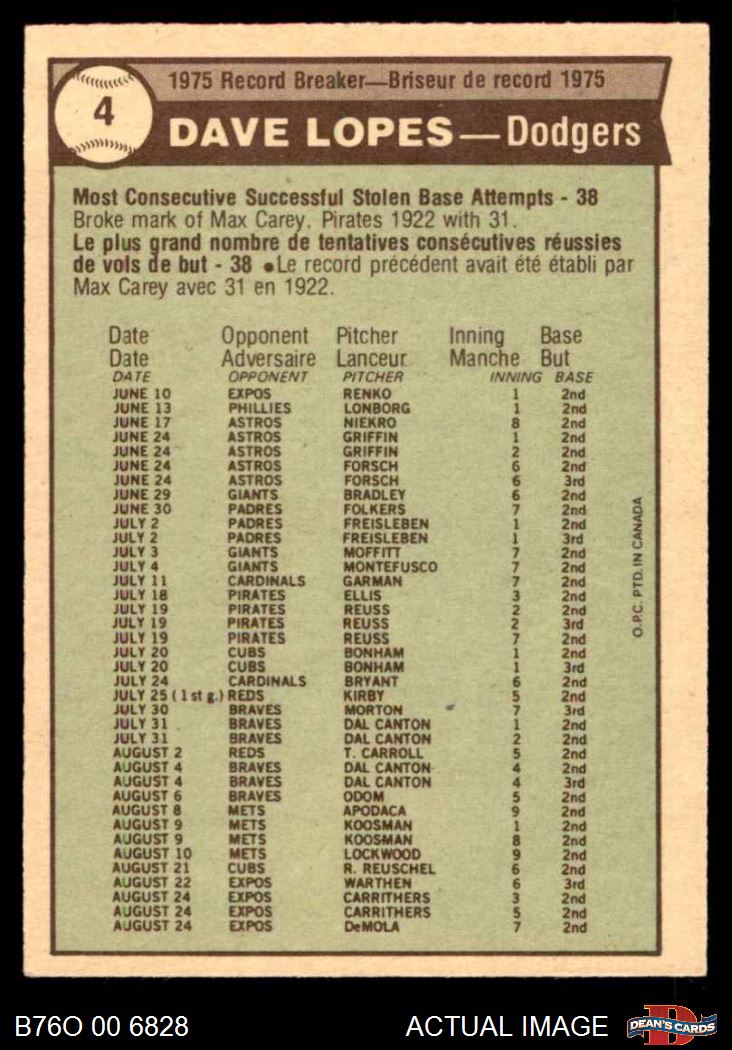 4
1975 Record Breaker—Briseur de record 1975
DAVE LOPES—Dodgers
Most Consecutive Successful Stolen Base Attempts - 38
Broke mark of Max Carey, Pirates 1922 with 31.
Le plus grand nombre de tentatives consécutives réussies
de vols de but - 38 ●Le record précédent avait été établi par
Max Carey avec 31 en 1922.
Date Opponent Pitcher Inning Base
Date Adversaire Lanceur Manche But
DATE OPPONENT PITCHER INNING BASE
JUNE 10 EXPOS RENKO 1 2nd
JUNE 13 PHILLIES LONBORG 1 2nd
JUNE 17 ASTROS NIEKRO 8 2nd
JUNE 24 ASTROS GRIFFIN 1 2nd
JUNE 24 ASTROS GRIFFIN 2 2nd
JUNE 24 ASTROS FORSCH 6 2nd
JUNE 24 ASTROS FORSCH 6 3rd
JUNE 29 GIANTS BRADLEY 6 2nd
JUNE 30 PADRES FOLKERS 7 2nd
JULY 2 PADRES FREISLEBEN 1 2nd
JULY 2 PADRES FREISLEBEN 1 3rd
JULY 3 GIANTS MOFFITT 7 2nd
JULY 4 GIANTS MONTEFUSCO 7 2nd
JULY 11 CARDINALS GARMAN 7 2nd
JULY 18 PIRATES ELLIS 3 2nd
JULY 19 PIRATES REUSS 2 2nd
JULY 19 PIRATES REUSS 2 3rd
JULY 19 PIRATES REUSS 7 2nd
JULY 20 CUBS BONHAM 1 2nd
JULY 20 CUBS BONHAM 1 3rd
JULY 24 CARDINALS BRYANT 6 2nd
JULY 25 (1st g.) REDS KIRBY 5 2nd
JULY 30 BRAVES MORTON 7 3rd
JULY 31 BRAVES DAL CANTON 1 2nd
JULY 31 BRAVES DAL CANTON 2 2nd
AUGUST 2 REDS T. CARROLL 5 2nd
AUGUST 4 BRAVES DAL CANTON 4 2nd
AUGUST 4 BRAVES DAL CANTON 4 3rd
AUGUST 6 BRAVES ODOM 5 2nd
AUGUST 8 METS APODACA 9 2nd
AUGUST 9 METS KOOSMAN 1 2nd
AUGUST 9 METS KOOSMAN 8 2nd
AUGUST 10 METS LOCKWOOD 9 2nd
AUGUST 21 CUBS R. REUSCHEL 6 2nd
AUGUST 22 EXPOS WARTHEN 6 3rd
AUGUST 24 EXPOS CARRITHERS 3 2nd
AUGUST 24 EXPOS CARRITHERS 5 2nd
AUGUST 24 EXPOS DeMOLA 7 2nd
O.P.C. PTD. IN CANADA
B76O 00 6828 ACTUAL IMAGE
D
DEAN'S CARDS